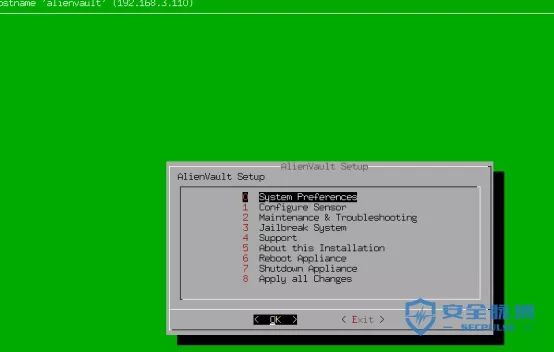 ostname 'alienvault' (192.168.3.110)
AlienVault Setup
AlienVault Setup
0 System Preferences
1 Configure Sensor
2 Maintenance & Troubleshooting
3 Jailbreak System
4 Support
5 About this Installation
6 Reboot Appliance
7 Shutdown Appliance
8 Apply all Changes
< OK > < Exit >
安全脉搏
SECPULSE